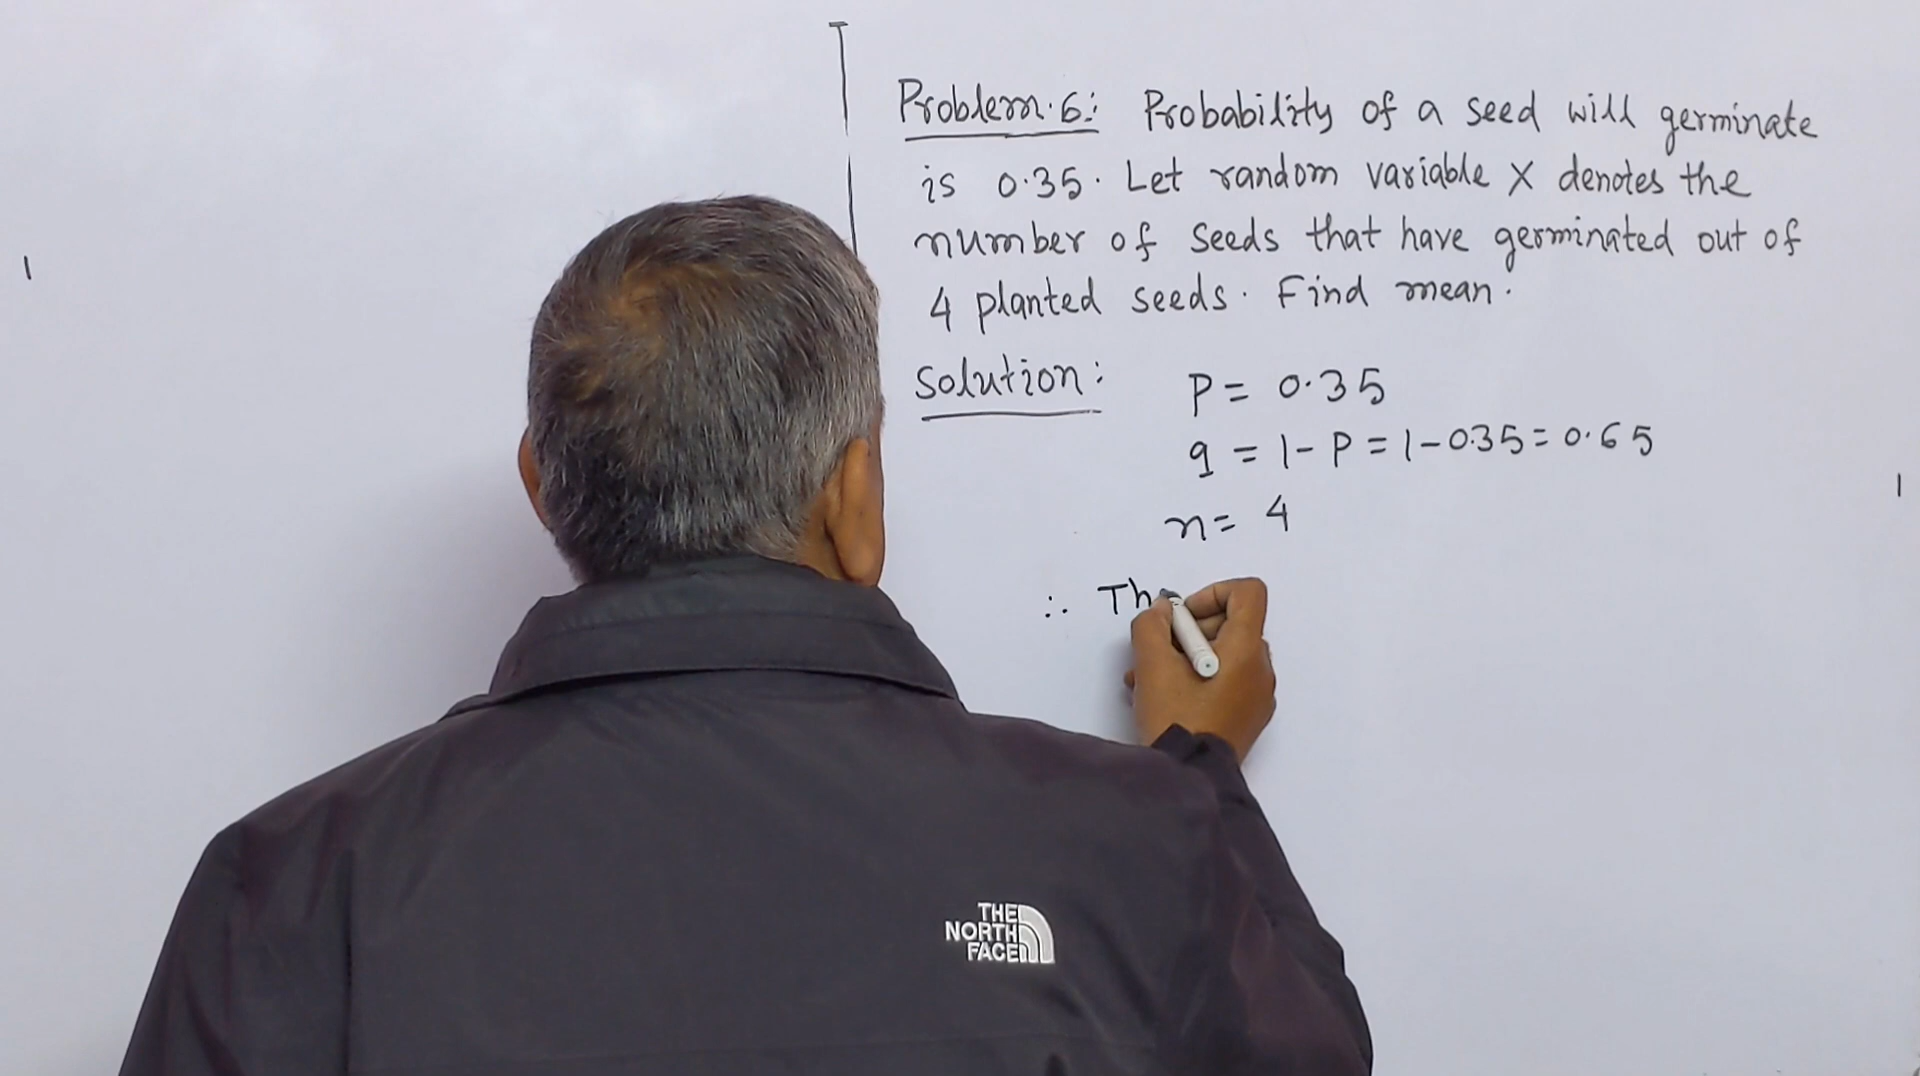 Problem.6: Probability of a seed will germinate
is 0.35. Let random variable X denotes the
number of seeds that have germinated out of
4 planted seeds. Find mean.
Solution: P = 0.35
q = 1 - P = 1 - 0.35 = 0.65
n = 4
∴ Th
THE
NORTH
FACE